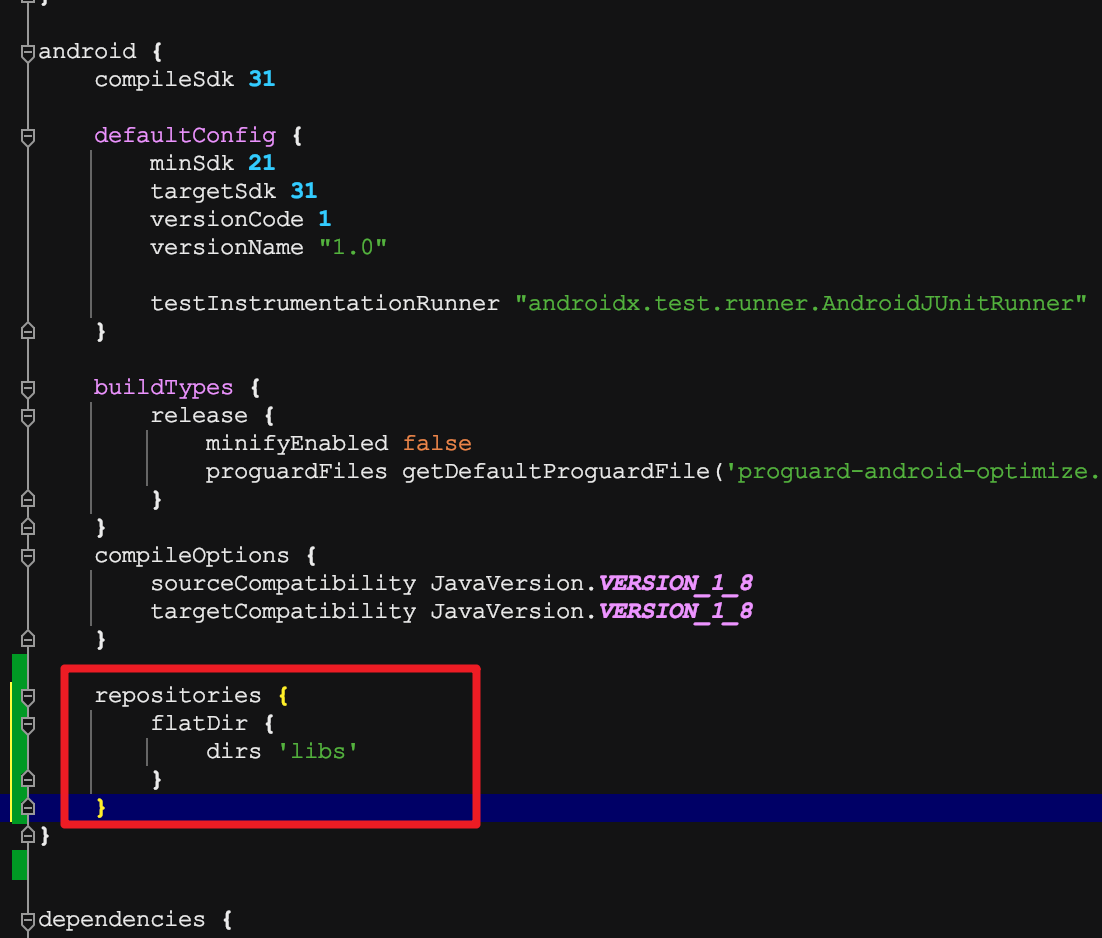 }
android {
    compileSdk 31

    defaultConfig {
        minSdk 21
        targetSdk 31
        versionCode 1
        versionName "1.0"

        testInstrumentationRunner "androidx.test.runner.AndroidJUnitRunner"
    }

    buildTypes {
        release {
            minifyEnabled false
            proguardFiles getDefaultProguardFile('proguard-android-optimize.
        }
    }
    compileOptions {
        sourceCompatibility JavaVersion.VERSION_1_8
        targetCompatibility JavaVersion.VERSION_1_8
    }

    repositories {
        flatDir {
            dirs 'libs'
        }
    }
}

dependencies {